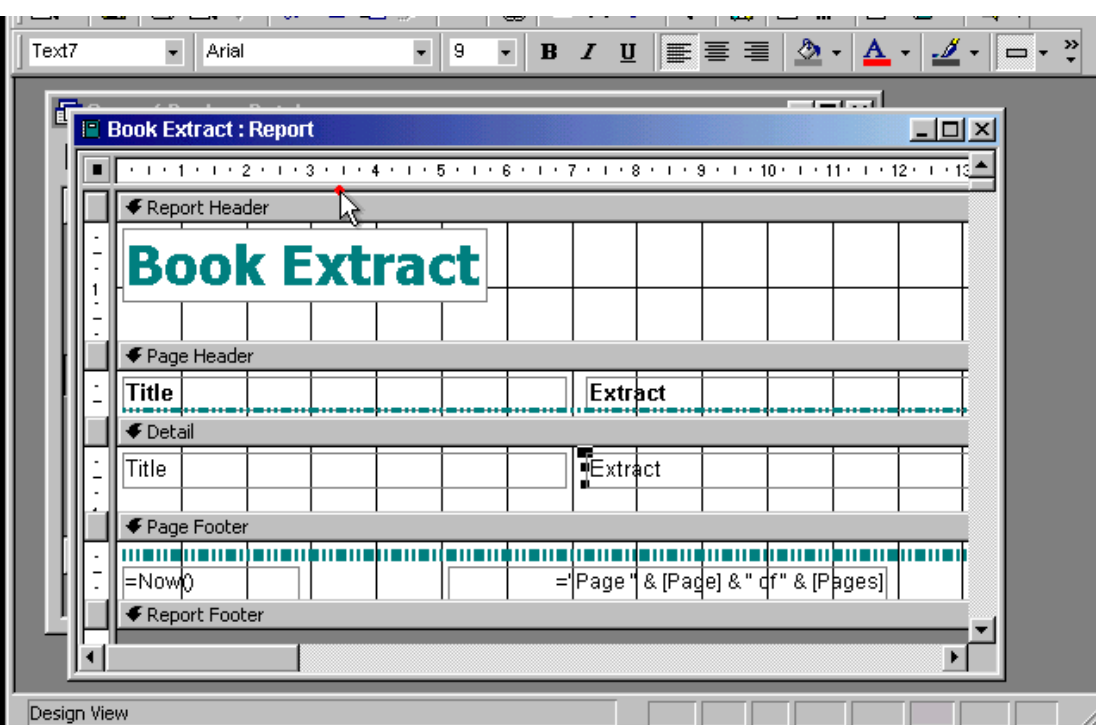 Text7 Arial 9 B I U A
Book Extract : Report
1 2 3 4 5 6 7 8 9 10 11 12 13
Report Header
Book Extract
1
Page Header
Title Extract
Detail
Title Extract
Page Footer
=Now() ="Page " & [Page] & " of " & [Pages]
Report Footer
Design View